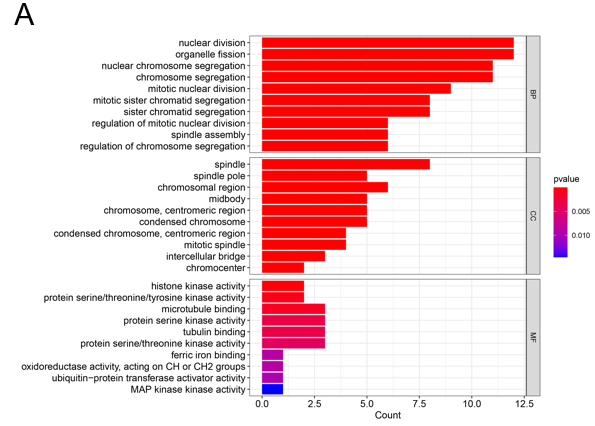 A
nuclear division
organelle fission
nuclear chromosome segregation
chromosome segregation
mitotic nuclear division
mitotic sister chromatid segregation
sister chromatid segregation
regulation of mitotic nuclear division
spindle assembly
regulation of chromosome segregation
BP
spindle
spindle pole
chromosomal region
midbody
chromosome, centromeric region
condensed chromosome
condensed chromosome, centromeric region
mitotic spindle
intercellular bridge
chromocenter
CC
histone kinase activity
protein serine/threonine/tyrosine kinase activity
microtubule binding
protein serine kinase activity
tubulin binding
protein serine/threonine kinase activity
ferric iron binding
oxidoreductase activity, acting on CH or CH2 groups
ubiquitin−protein transferase activator activity
MAP kinase kinase activity
MF
0.0 2.5 5.0 7.5 10.0 12.5
Count
pvalue
0.005
0.010